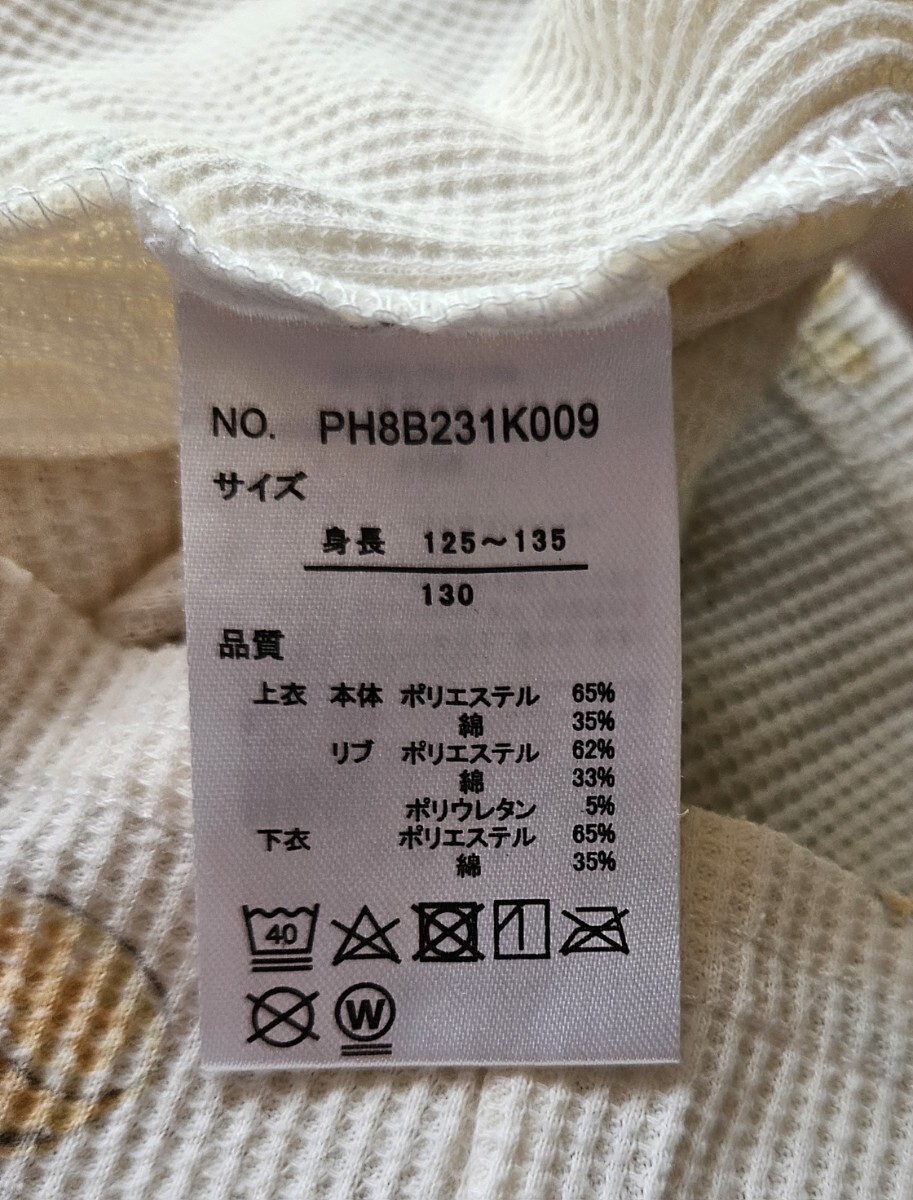 NO. PH8B231K009
サイズ
身長 125～135
130
品質
上衣 本体 ポリエステル 65%
綿 35%
リブ ポリエステル 62%
綿 33%
ポリウレタン 5%
下衣 ポリエステル 65%
綿 35%
40
W